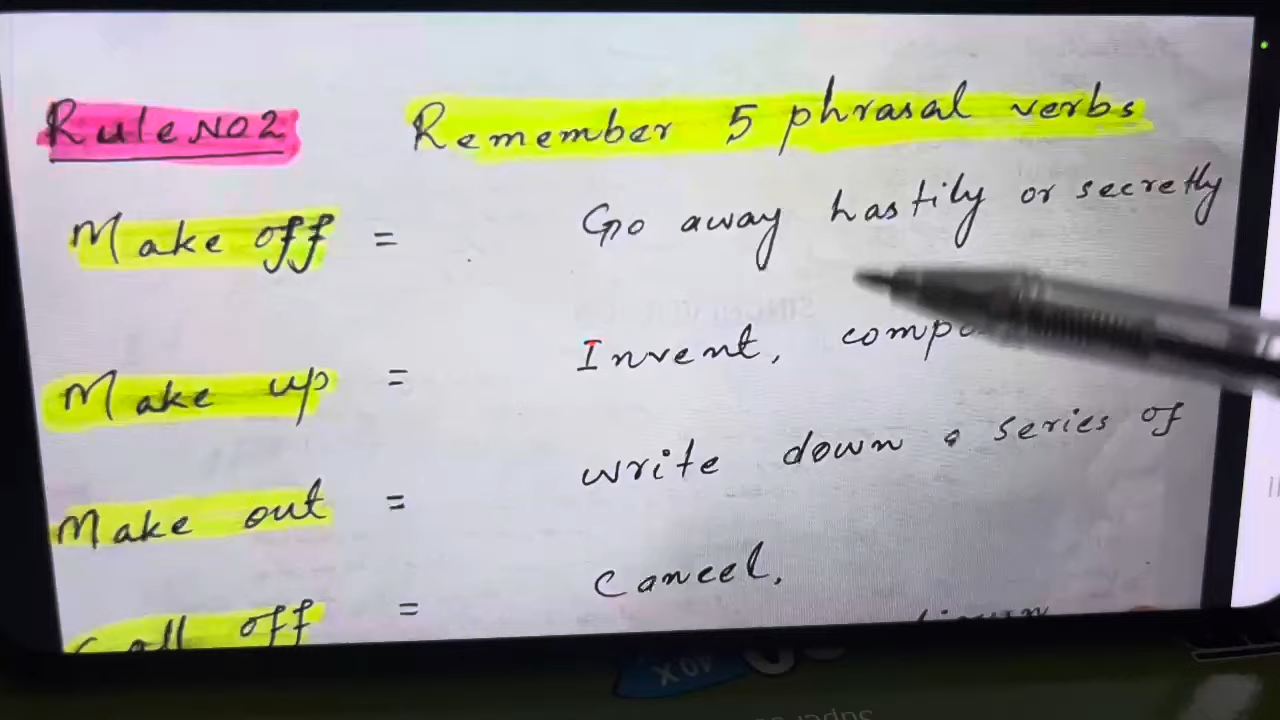 Rule NO 2 Remember 5 phrasal verbs
Make off = Go away hastily or secretly
Make up = Invent,
Make out = write down a series of
Call off = Cancel.